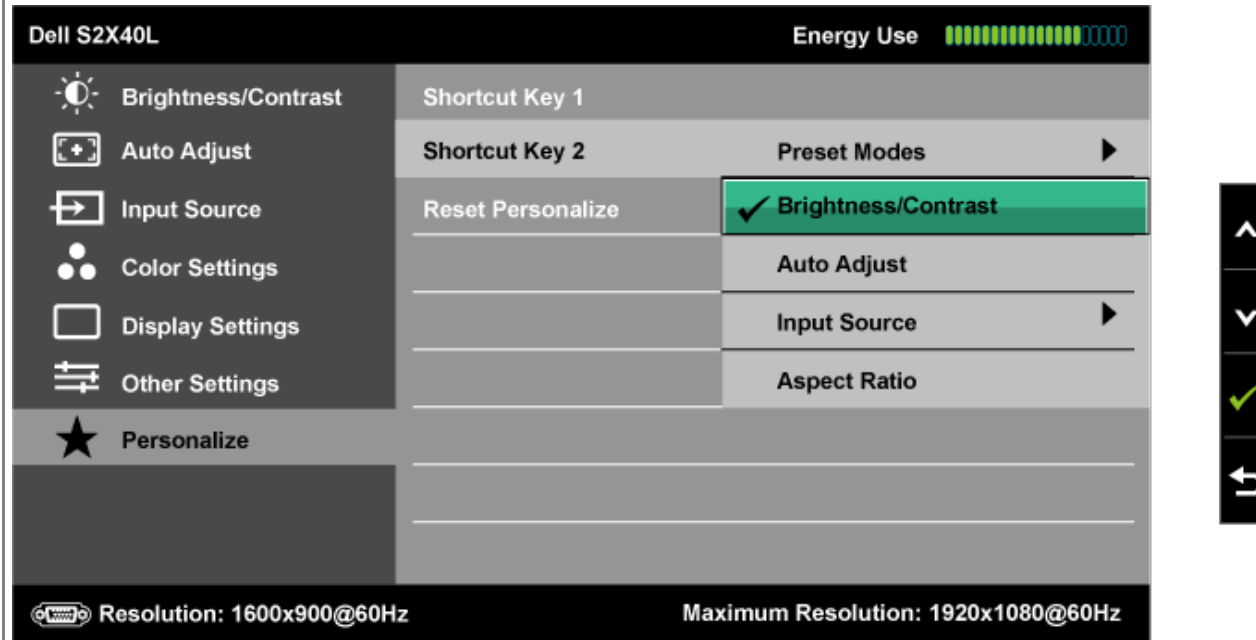 Dell S2X40L Energy Use
Brightness/Contrast Shortcut Key 1
Auto Adjust Shortcut Key 2 Preset Modes
Input Source Reset Personalize Brightness/Contrast
Color Settings Auto Adjust
Display Settings Input Source
Other Settings Aspect Ratio
Personalize
Resolution: 1600x900@60Hz Maximum Resolution: 1920x1080@60Hz